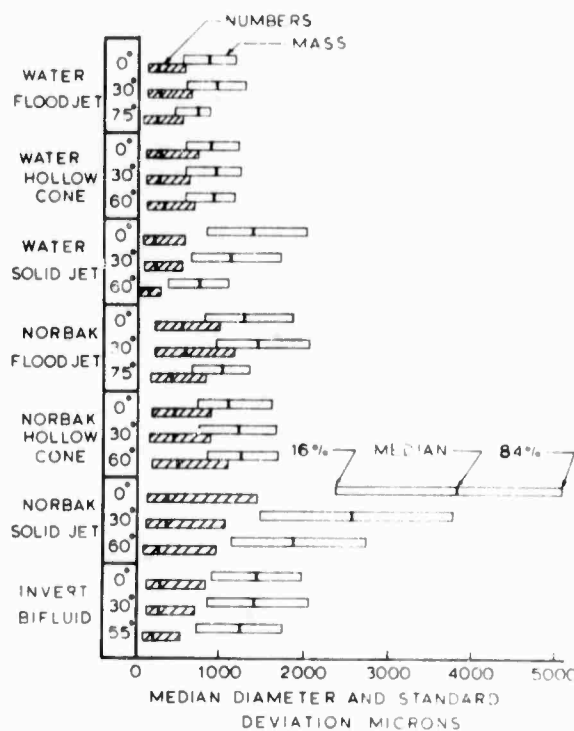 NUMBERS
MASS
WATER
FLOODJET
0°
30°
75°
WATER
HOLLOW
CONE
0°
30°
60°
WATER
SOLID JET
0°
30°
60°
NORBAK
FLOODJET
0°
30°
75°
NORBAK
HOLLOW
CONE
0°
30°
60°
16%
MEDIAN
84%
NORBAK
SOLID JET
0°
30°
60°
INVERT
BIFLUID
0°
30°
55°
0 1000 2000 3000 4000 5000
MEDIAN DIAMETER AND STANDARD
DEVIATION MICRONS